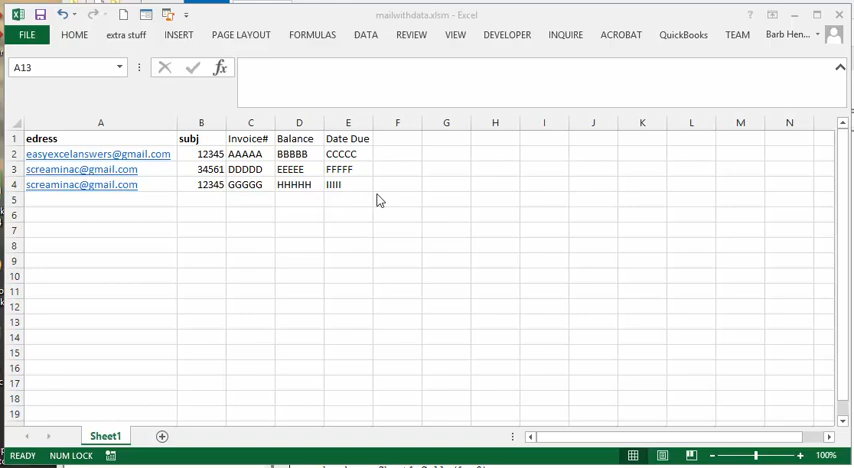 mailwithdata.xlsm - Excel
FILE HOME extra stuff INSERT PAGE LAYOUT FORMULAS DATA REVIEW VIEW DEVELOPER INQUIRE ACROBAT QuickBooks TEAM Barb Hen...
A13 fx
A B C D E F G H I J K L M N
1 edress subj Invoice# Balance Date Due
2 easyexcelanswers@gmail.com 12345 AAAAA BBBBB CCCCC
3 screaminac@gmail.com 34561 DDDDD EEEEE FFFFF
4 screaminac@gmail.com 12345 GGGGG HHHHH IIIII
5
6
7
8
9
10
11
12
13
14
15
16
17
18
19
Sheet1
READY NUM LOCK 100%